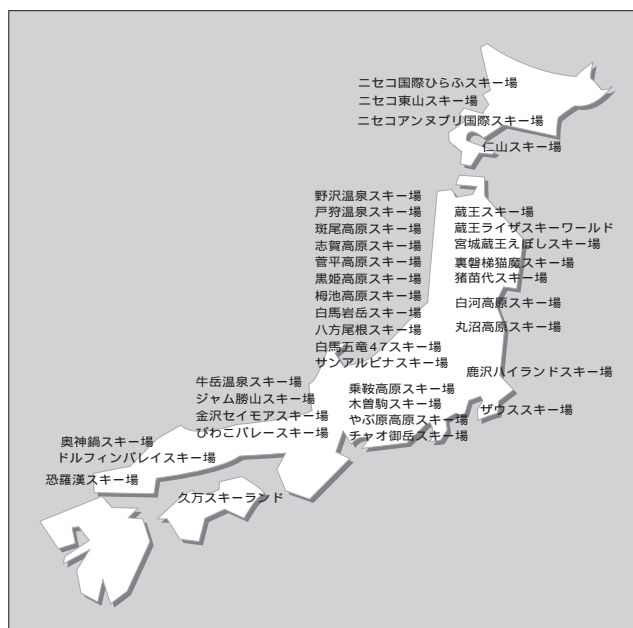 ニセコ国際ひらふスキー場
ニセコ東山スキー場
ニセコアンヌプリ国際スキー場
仁山スキー場
野沢温泉スキー場
戸狩温泉スキー場
斑尾高原スキー場
志賀高原スキー場
菅平高原スキー場
黒姫高原スキー場
栂池高原スキー場
白馬岩岳スキー場
八方尾根スキー場
白馬五竜47スキー場
サンアルピナスキー場
蔵王スキー場
蔵王ライザスキーワールド
宮城蔵王えぼしスキー場
裏磐梯猫魔スキー場
猪苗代スキー場
白河高原スキー場
丸沼高原スキー場
鹿沢ハイランドスキー場
ザウススキー場
牛岳温泉スキー場
ジャム勝山スキー場
金沢セイモアスキー場
びわこバレースキー場
乗鞍高原スキー場
木曽駒スキー場
やぶ原高原スキー場
チャオ御岳スキー場
奥神鍋スキー場
ドルフィンバレイスキー場
恐羅漢スキー場
久万スキーランド